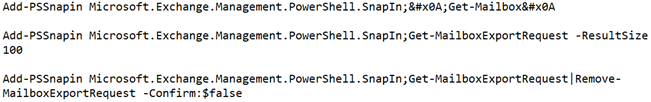 Add-PSSnapin Microsoft.Exchange.Management.PowerShell.SnapIn;&#x0A;Get-Mailbox&#x0A
Add-PSSnapin Microsoft.Exchange.Management.PowerShell.SnapIn;Get-MailboxExportRequest -ResultSize
100
Add-PSSnapin Microsoft.Exchange.Management.PowerShell.SnapIn;Get-MailboxExportRequest|Remove-
MailboxExportRequest -Confirm:$false